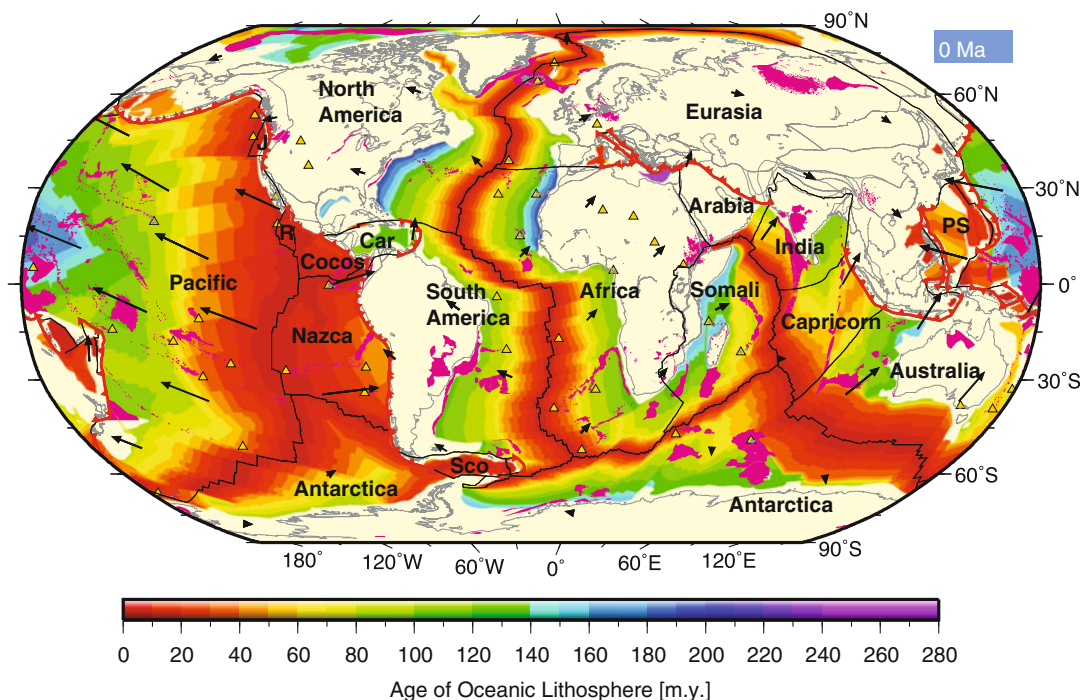 90°N
0 Ma
North
America
Eurasia
60°N
J
30°N
Arabia
PS
R
Car
India
Cocos
Pacific
South
America
Africa
Somali
0°
Nazca
Capricorn
Australia
30°S
Sco
60°S
Antarctica
Antarctica
90°S
180° 120°W 60°W 0° 60°E 120°E
0 20 40 60 80 100 120 140 160 180 200 220 240 260 280
Age of Oceanic Lithosphere [m.y.]